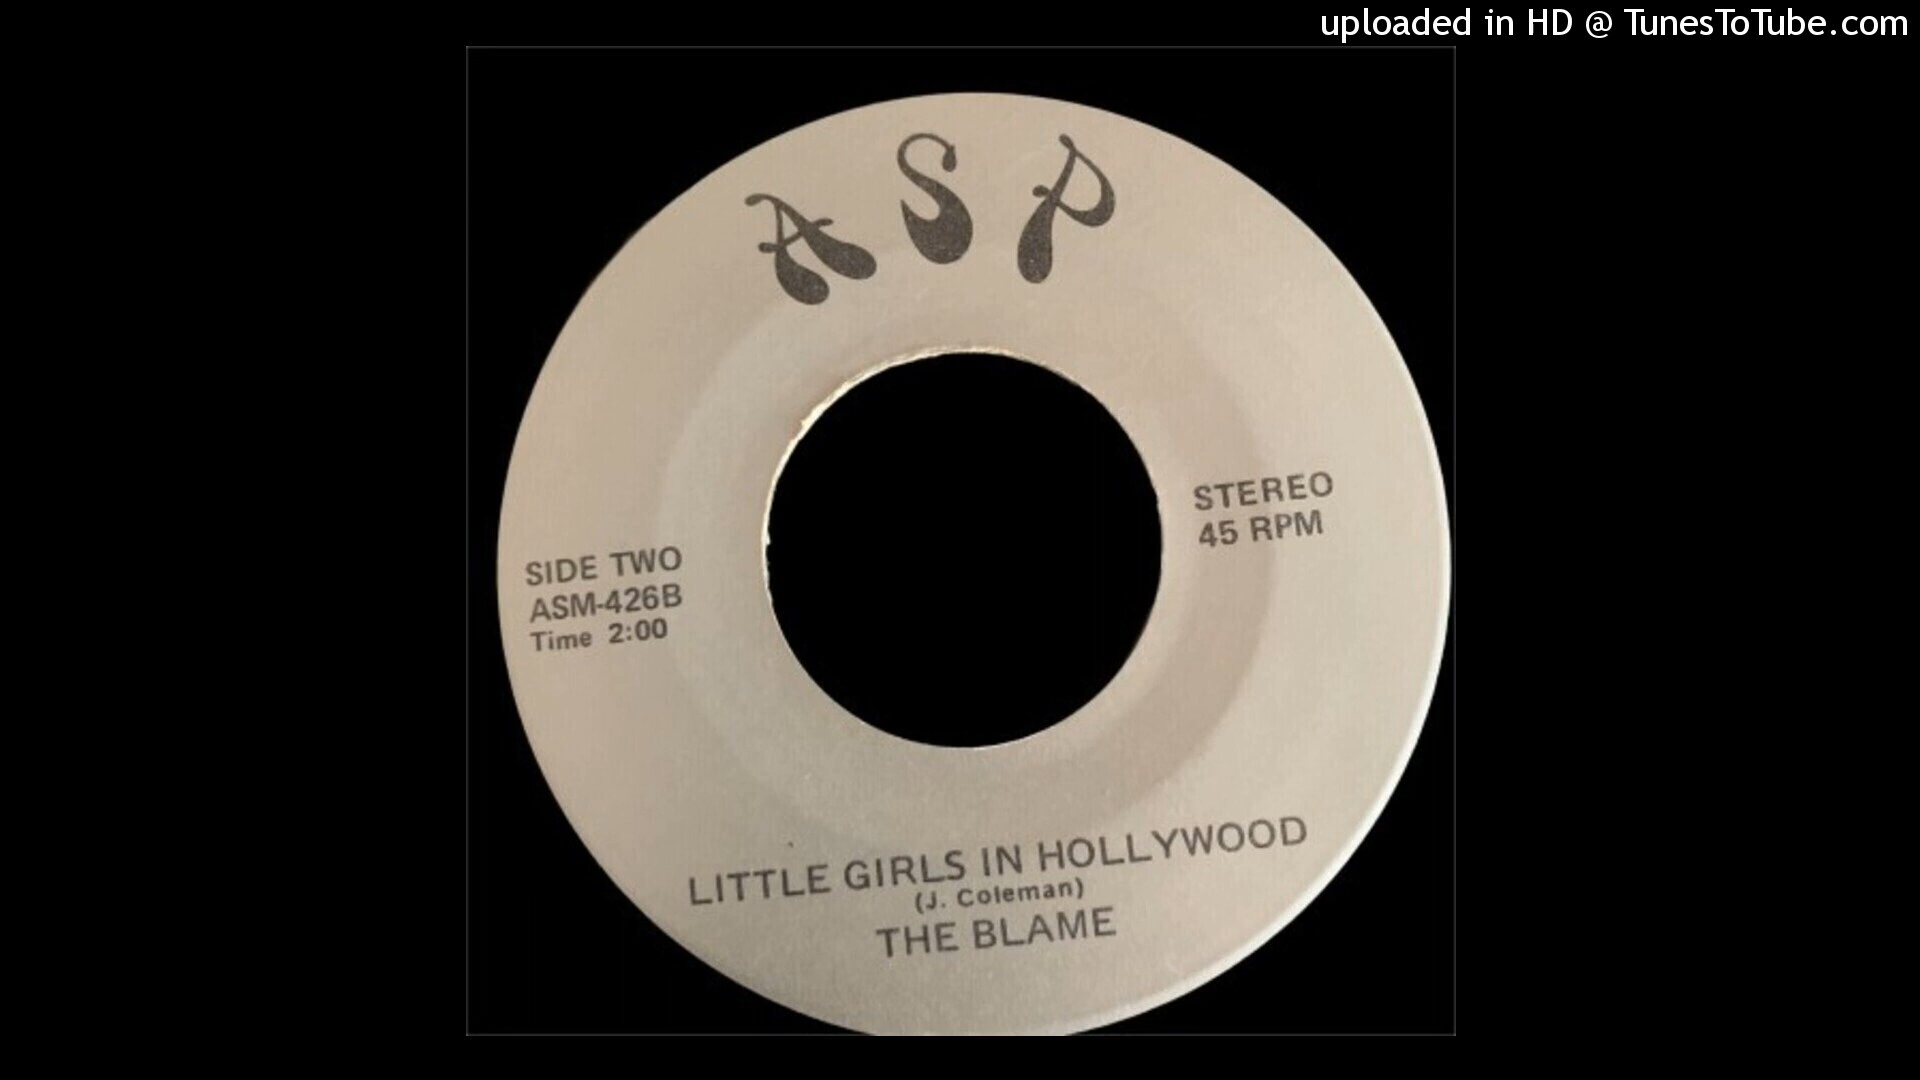 uploaded in HD @ TunesToTube.com
ASP
SIDE TWO
ASM-426B
Time 2:00
STEREO
45 RPM
LITTLE GIRLS IN HOLLYWOOD
(J. Coleman)
THE BLAME